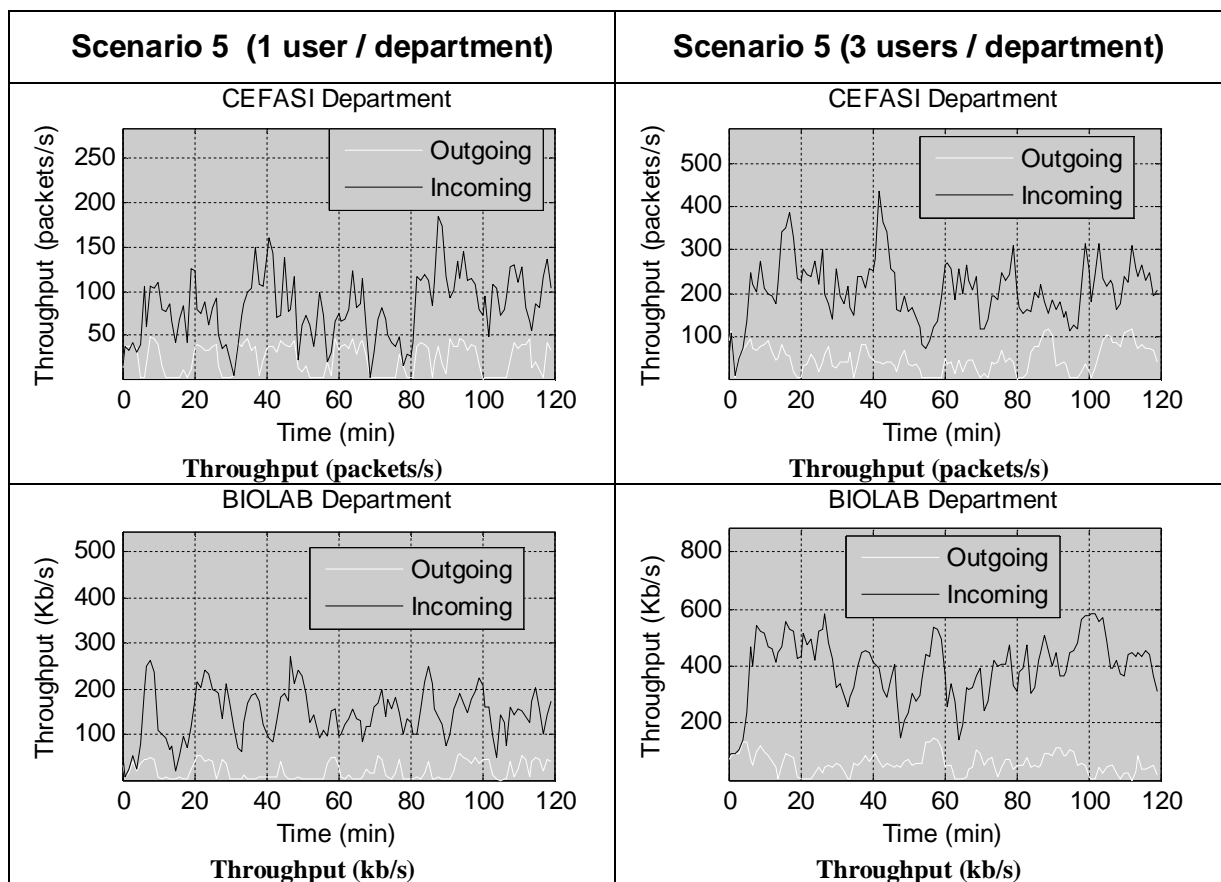 Scenario 5 (1 user / department)
Scenario 5 (3 users / department)
CEFASI Department
Throughput (packets/s)
250
200
150
100
50
Outgoing
Incoming
0 20 40 60 80 100 120
Time (min)
Throughput (packets/s)
CEFASI Department
Throughput (packets/s)
500
400
300
200
100
Outgoing
Incoming
0 20 40 60 80 100 120
Time (min)
Throughput (packets/s)
BIOLAB Department
Throughput (Kb/s)
500
400
300
200
100
Outgoing
Incoming
0 20 40 60 80 100 120
Time (min)
Throughput (kb/s)
BIOLAB Department
Throughput (Kb/s)
800
600
400
200
Outgoing
Incoming
0 20 40 60 80 100 120
Time (min)
Throughput (kb/s)